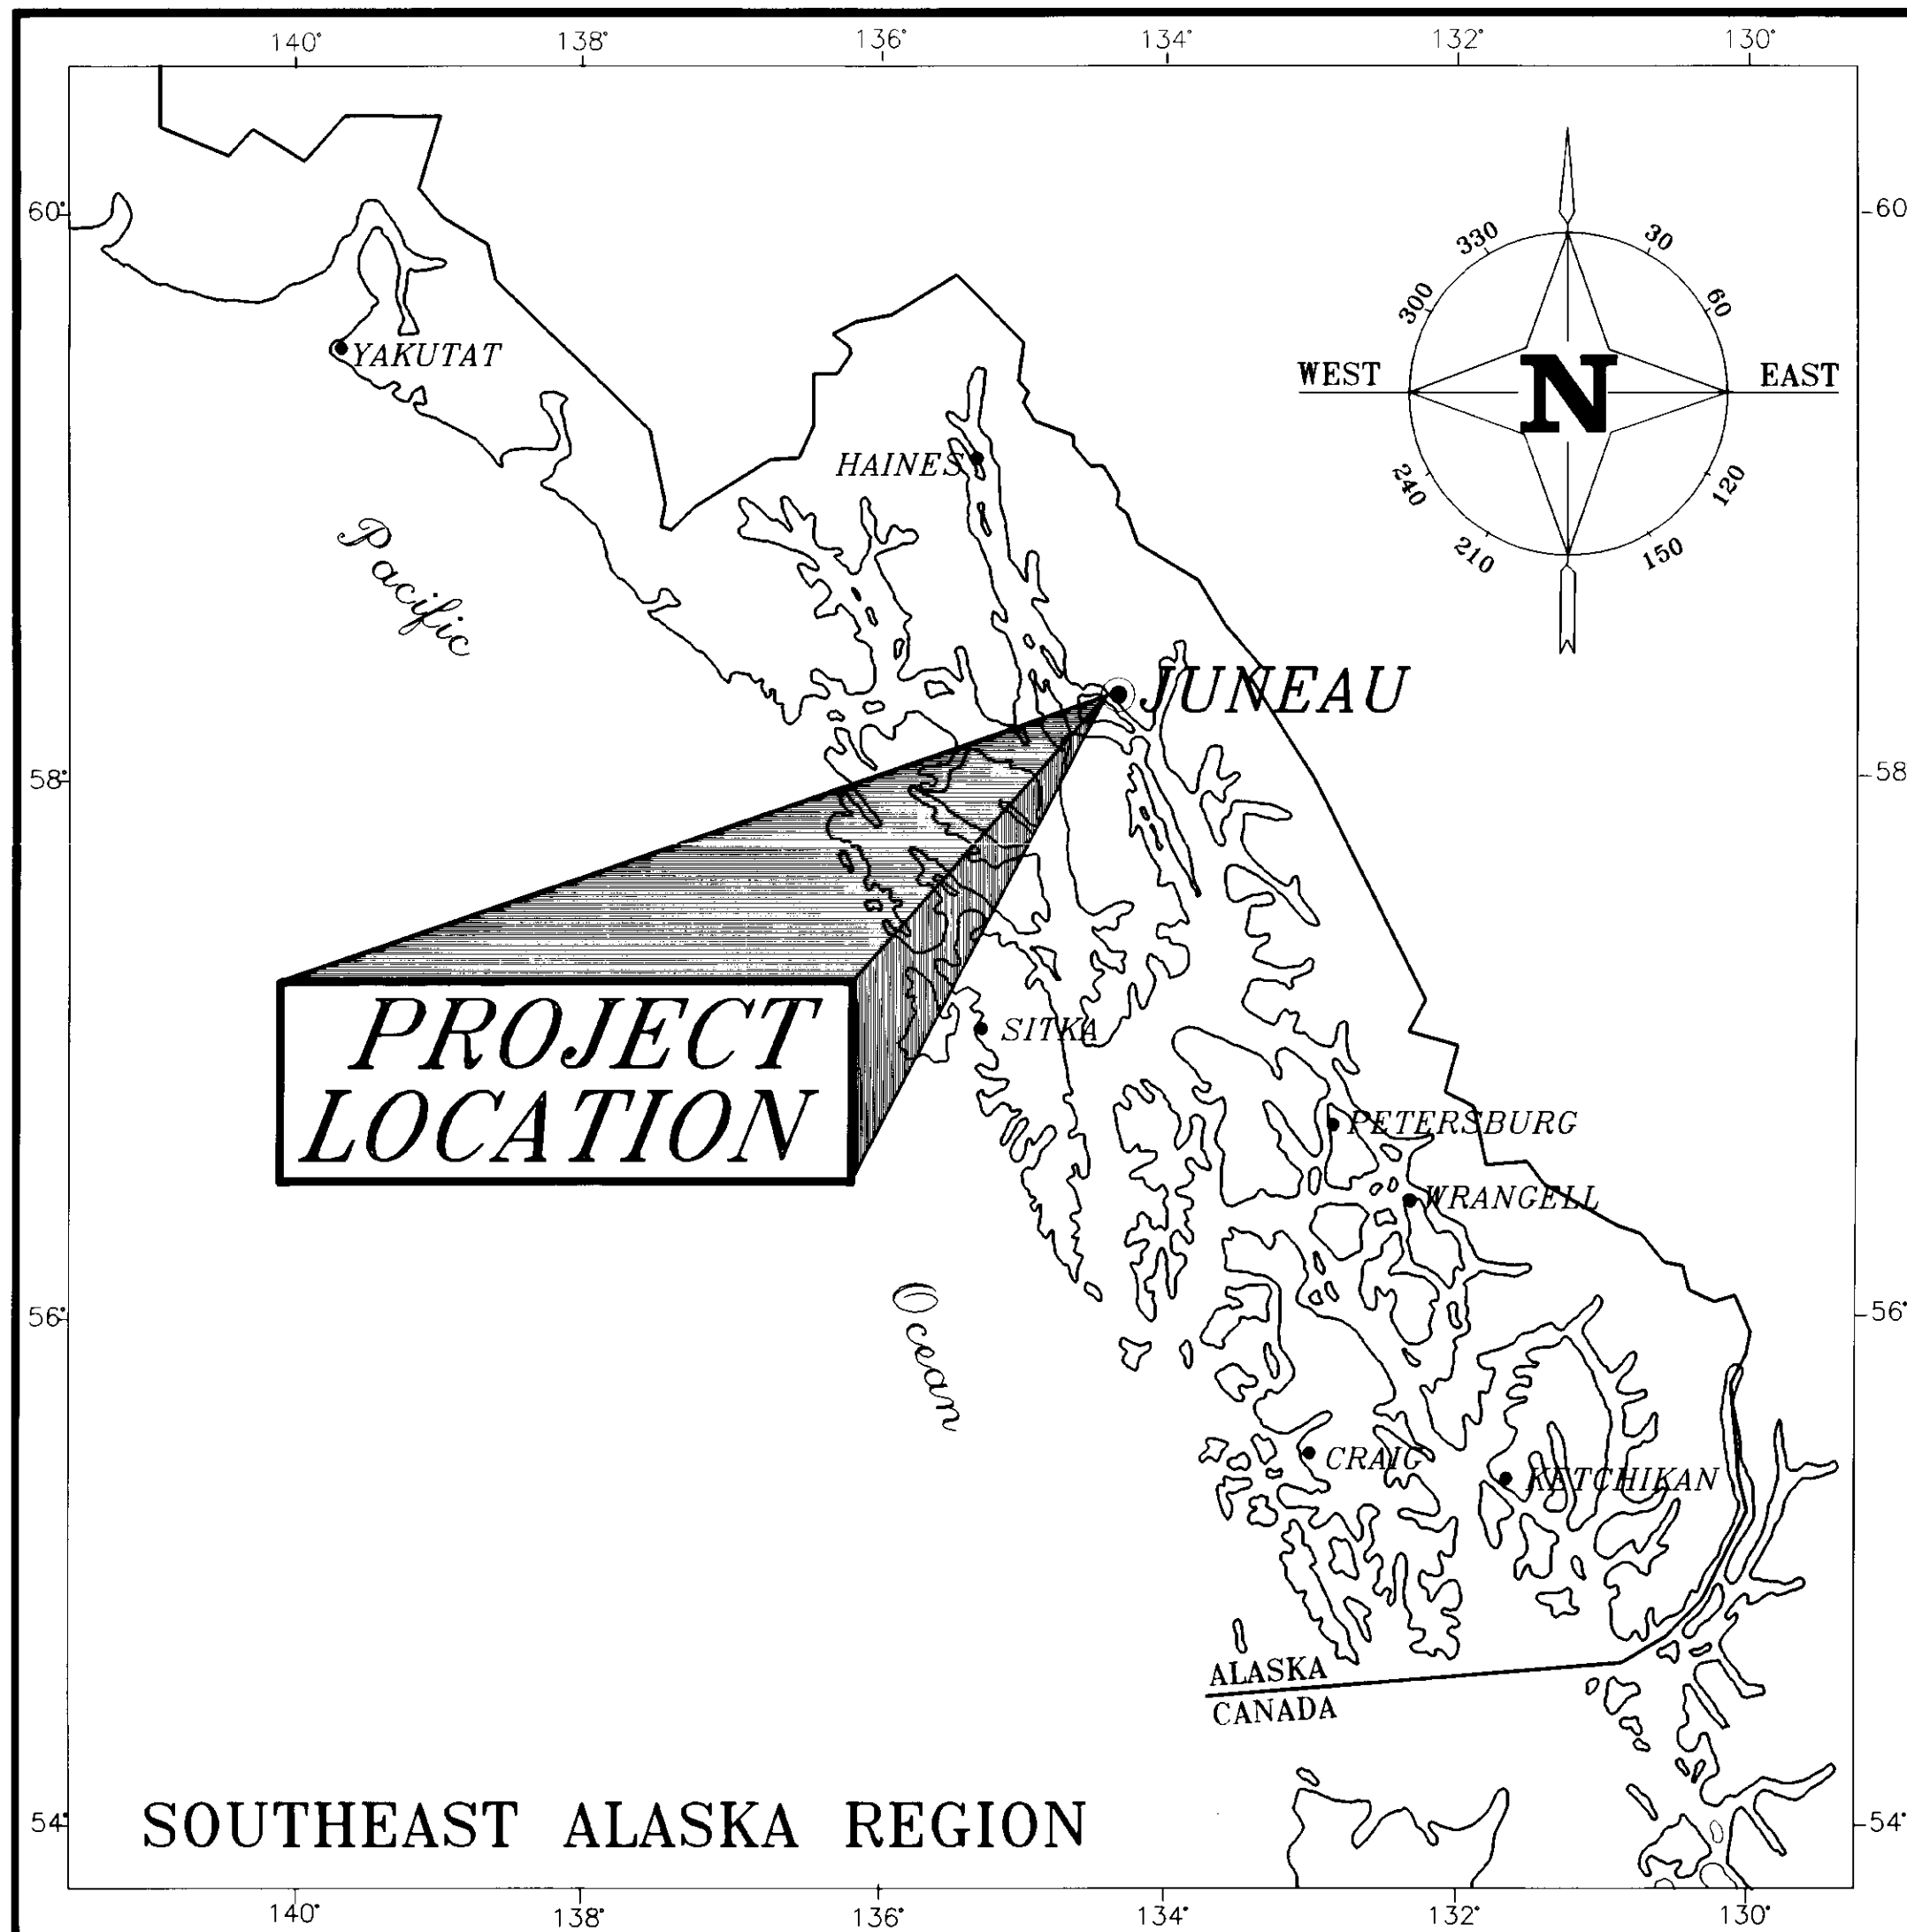 140° 138° 136° 134° 132° 130°
60° 60
330 30
300 60
WEST N EAST
240 120
210 150
YAKUTAT
HAINES
Pacific
JUNEAU
58° 58°
PROJECT
LOCATION
SITKA
PETERSBURG
WRANGELL
Ocean
56° 56°
CRAIG
KETCHIKAN
ALASKA
CANADA
SOUTHEAST ALASKA REGION
54° 54°
140° 138° 136° 134° 132° 130°